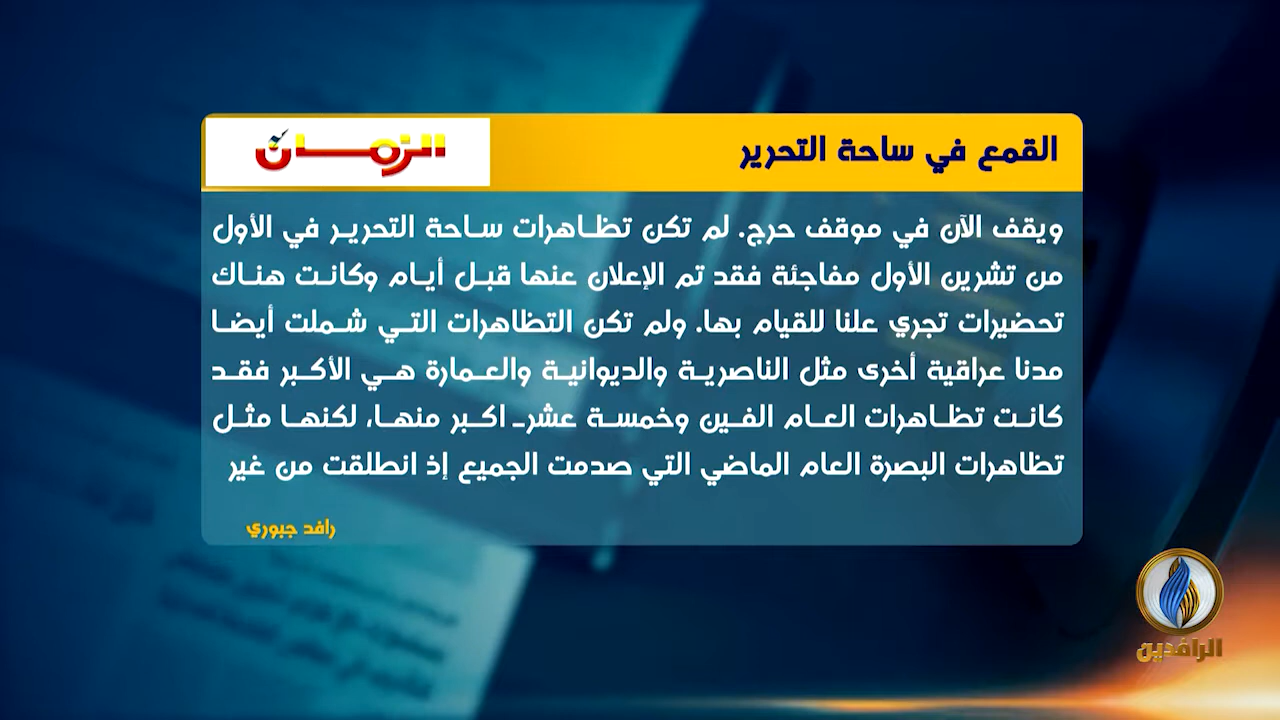 القمع في ساحة التحرير
الزمان
ويقف الآن في موقف حرج. لم تكن تظاهرات ساحة التحرير في الأول
من تشرين الأول مفاجئة فقد تم الإعلان عنها قبل أيام وكانت هناك
تحضيرات تجري علنا للقيام بها. ولم تكن التظاهرات التي شملت أيضا
مدنا عراقية أخرى مثل الناصرية والديوانية والعمارة هي الأكبر فقد
كانت تظاهرات العام الفين وخمسة عشر اكبر منها، لكنها مثل
تظاهرات البصرة العام الماضي التي صدمت الجميع إذ انطلقت من غير
رافد جبوري
الرافدين